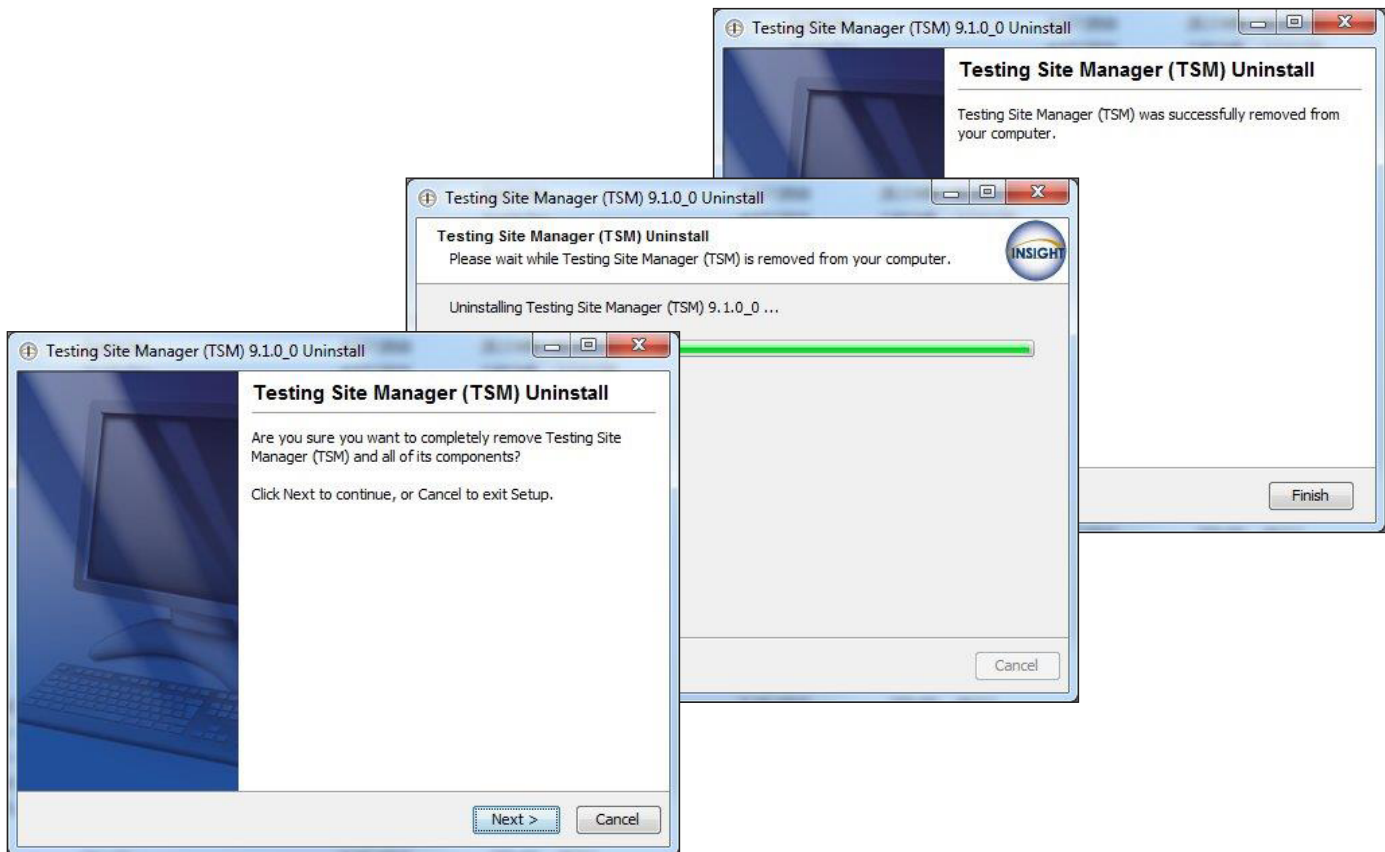 Testing Site Manager (TSM) 9.1.0_0 Uninstall
Testing Site Manager (TSM) Uninstall
Testing Site Manager (TSM) was successfully removed from
your computer.
Finish
Testing Site Manager (TSM) 9.1.0_0 Uninstall
Testing Site Manager (TSM) Uninstall
Please wait while Testing Site Manager (TSM) is removed from your computer.
INSIGHT
Uninstalling Testing Site Manager (TSM) 9.1.0_0 ...
Cancel
Testing Site Manager (TSM) 9.1.0_0 Uninstall
Testing Site Manager (TSM) Uninstall
Are you sure you want to completely remove Testing Site
Manager (TSM) and all of its components?
Click Next to continue, or Cancel to exit Setup.
Next >
Cancel